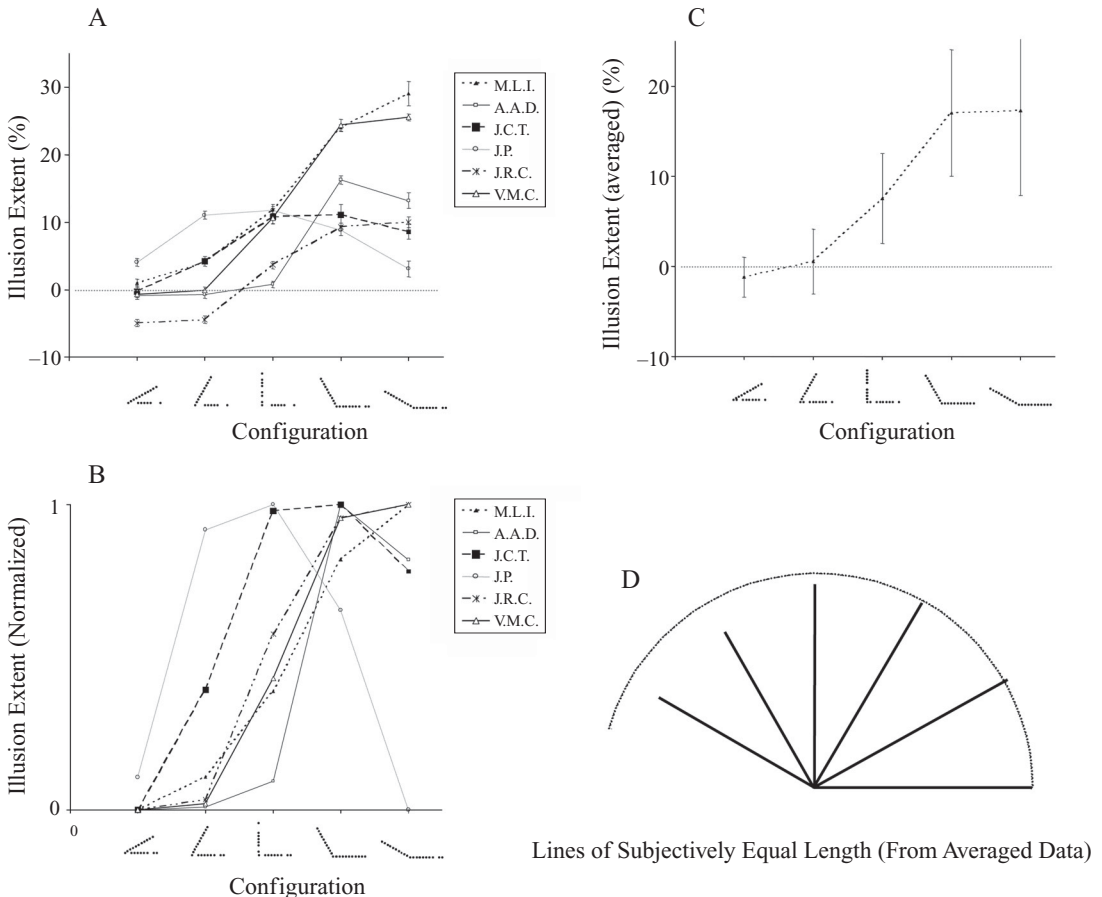 A
Illusion Extent (%)
30
20
10
0
–10
M.L.I.
A.A.D.
J.C.T.
J.P.
J.R.C.
V.M.C.
Configuration
C
Illusion Extent (averaged) (%)
20
10
0
–10
Configuration
B
Illusion Extent (Normalized)
1
0
0
M.L.I.
A.A.D.
J.C.T.
J.P.
J.R.C.
V.M.C.
Configuration
D
Lines of Subjectively Equal Length (From Averaged Data)